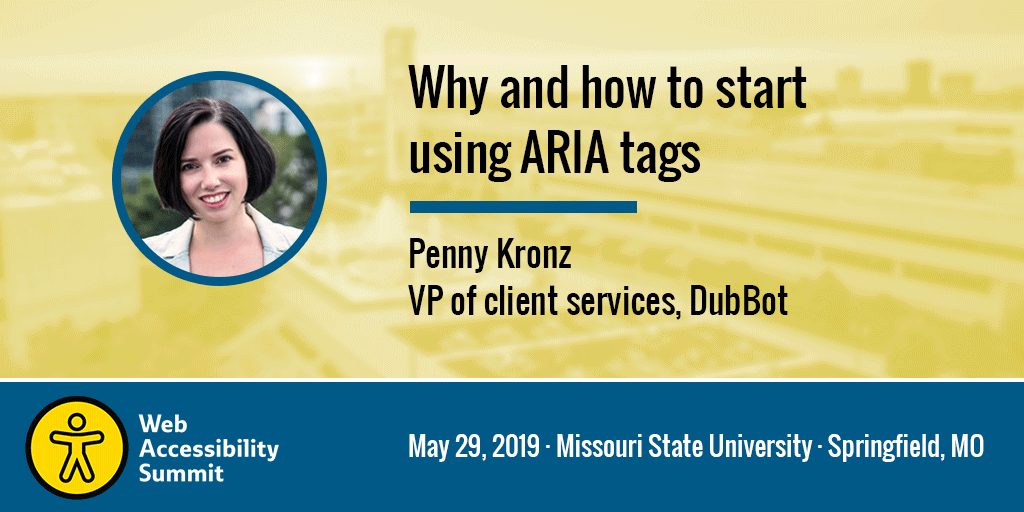 Why and how to start
using ARIA tags
Penny Kronz
VP of client services, DubBot
Web
Accessibility
Summit
May 29, 2019 · Missouri State University · Springfield, MO